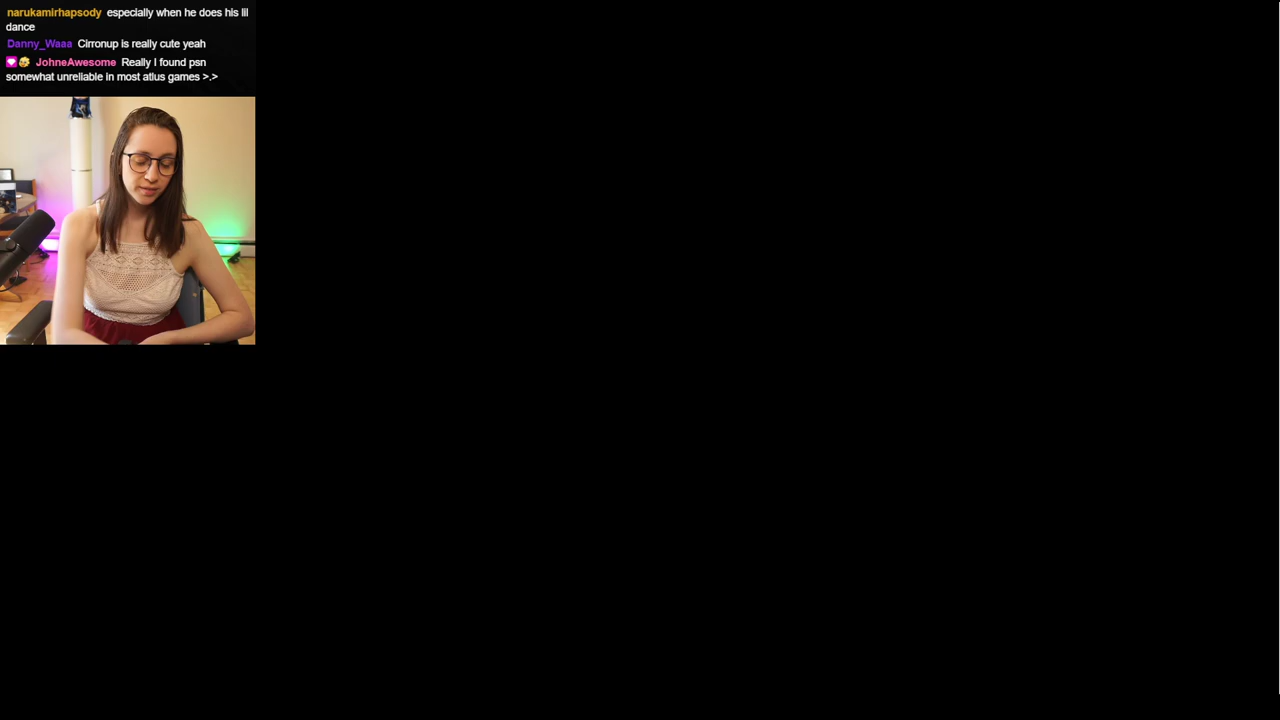 narukamirhapsody especially when he does his lil
dance
Danny_Waaa Cirronup is really cute yeah
JohneAwesome Really I found psn
somewhat unreliable in most atlus games >.>